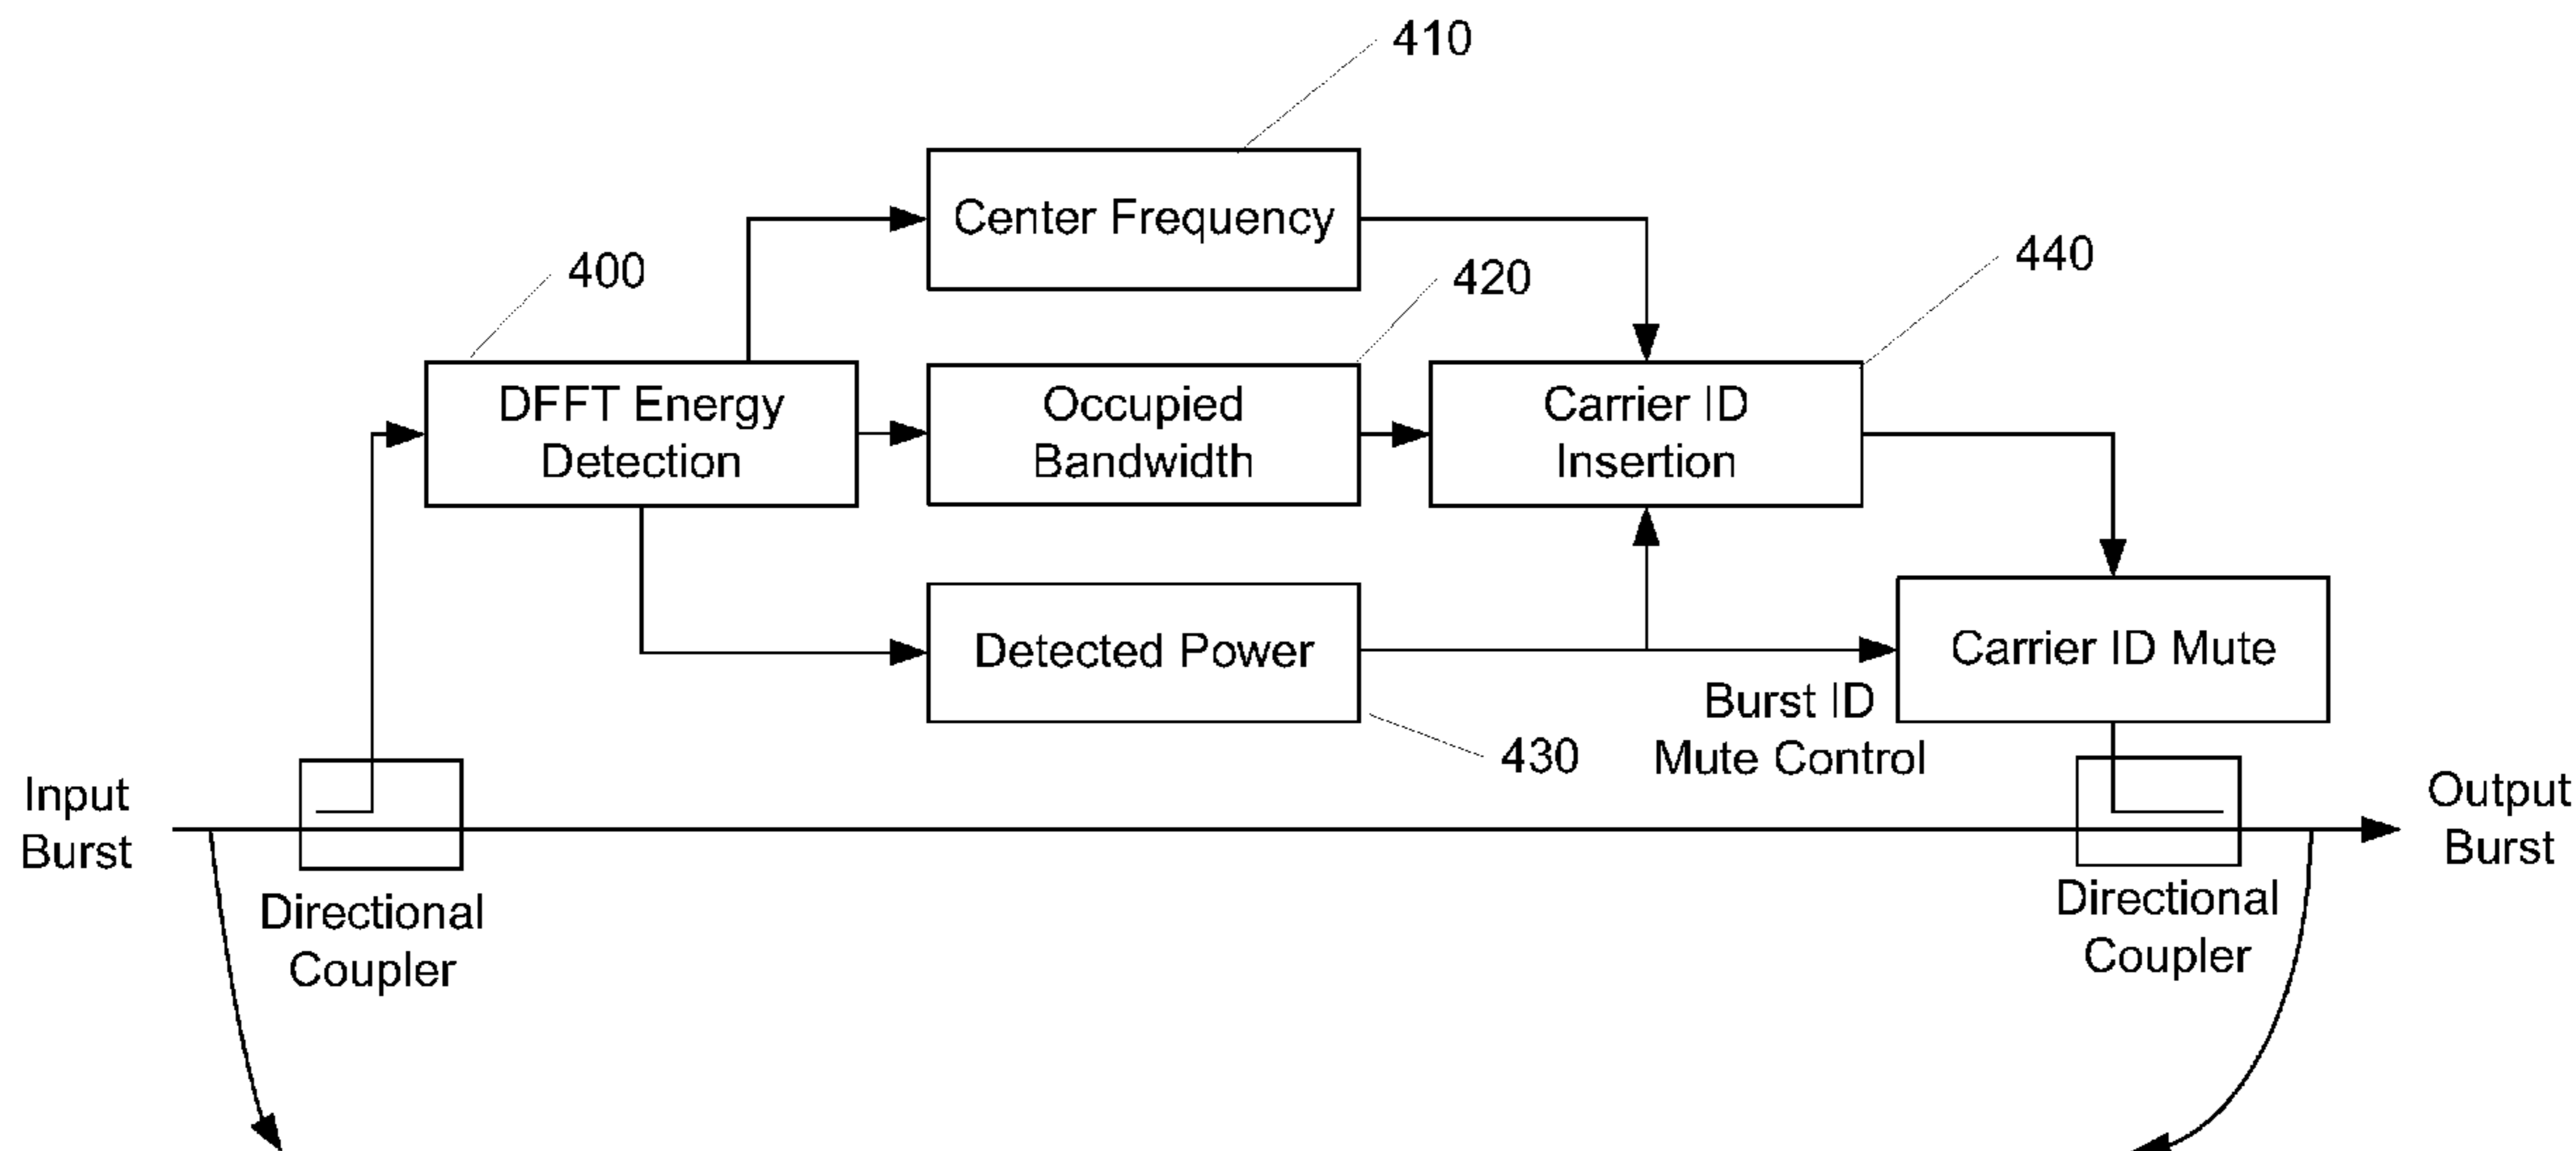 410
Center Frequency
400
420
440
DFFT Energy
Detection
Occupied
Bandwidth
Carrier ID
Insertion
Detected Power
Carrier ID Mute
Burst ID
Mute Control
430
Input
Burst
Directional
Coupler
Directional
Coupler
Output
Burst